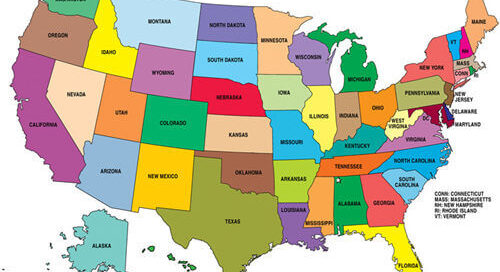 MONTANA
NORTH DAKOTA
MINNESOTA
MAINE
OREGON
IDAHO
WYOMING
SOUTH DAKOTA
WISCONSIN
MICHIGAN
NEW YORK
VT
NH
MASS
CONN
RI
NEVADA
UTAH
COLORADO
NEBRASKA
IOWA
ILLINOIS
INDIANA
OHIO
PENNSYLVANIA
NEW
JERSEY
DELAWARE
MARYLAND
CALIFORNIA
KANSAS
MISSOURI
KENTUCKY
WEST
VIRGINIA
VIRGINIA
ARIZONA
NEW MEXICO
OKLAHOMA
ARKANSAS
TENNESSEE
NORTH CAROLINA
SOUTH
CAROLINA
TEXAS
LOUISIANA
MISSISSIPPI
ALABAMA
GEORGIA
FLORIDA
ALASKA
CONN: CONNECTICUT
MASS: MASSACHUSETTS
NH: NEW HAMPSHIRE
RI: RHODE ISLAND
VT: VERMONT